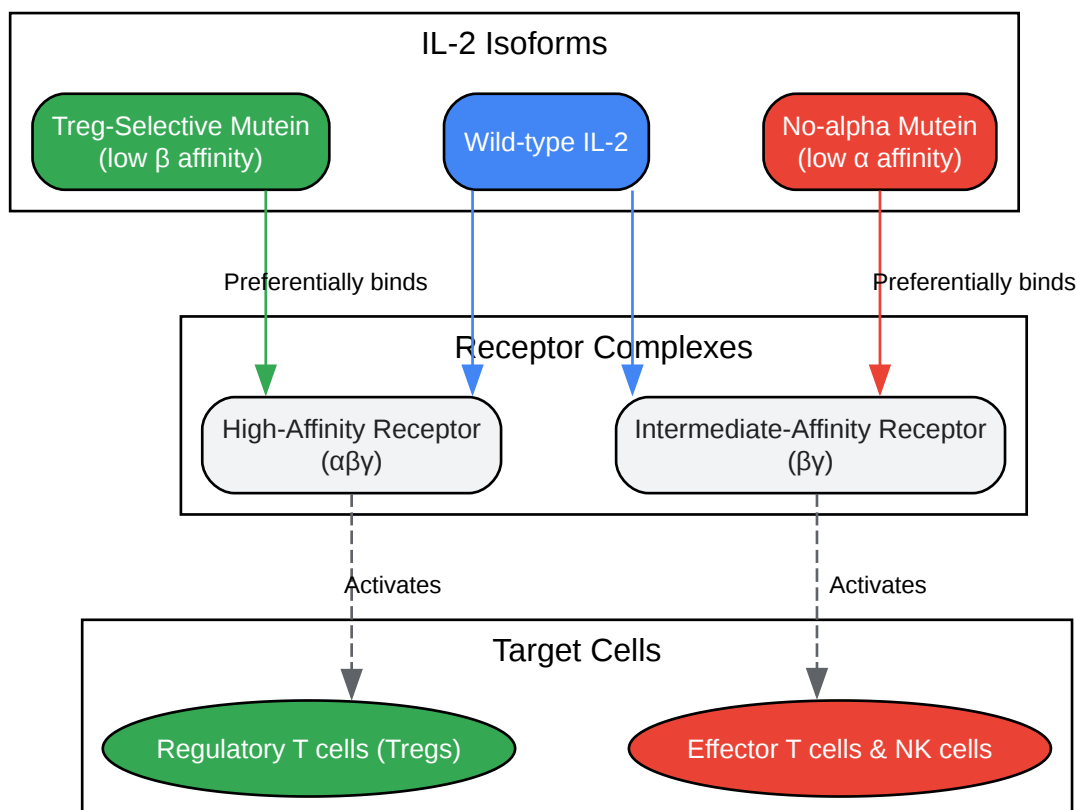 IL-2 Isoforms
Treg-Selective Mutein
(low β affinity)
Wild-type IL-2
No-alpha Mutein
(low α affinity)
Preferentially binds
Preferentially binds
Receptor Complexes
High-Affinity Receptor
(αβγ)
Intermediate-Affinity Receptor
(βγ)
Activates
Activates
Target Cells
Regulatory T cells (Tregs)
Effector T cells & NK cells